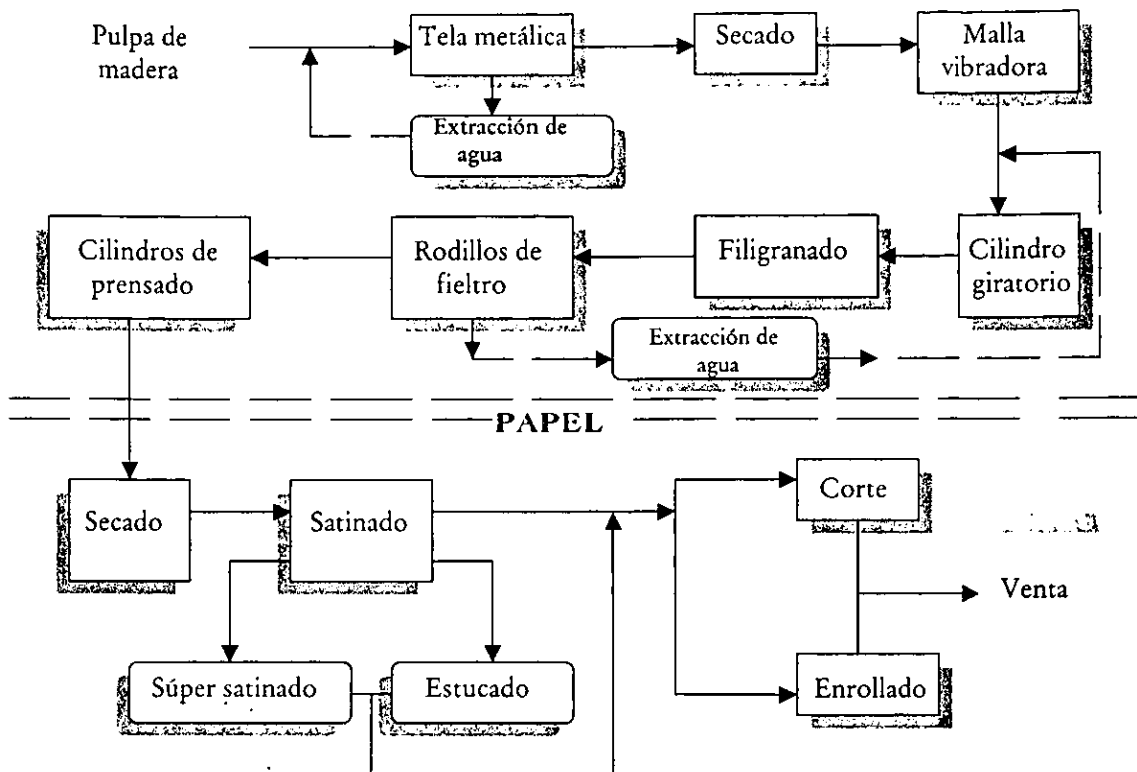 Pulpa de
madera
Tela metálica
Secado
Malla
vibradora
Extracción de
agua
Cilindros de
prensado
Rodillos de
fieltro
Filigranado
Cilindro
giratorio
Extracción de
agua
PAPEL
Secado
Satinado
Corte
Venta
Súper satinado
Estucado
Enrollado